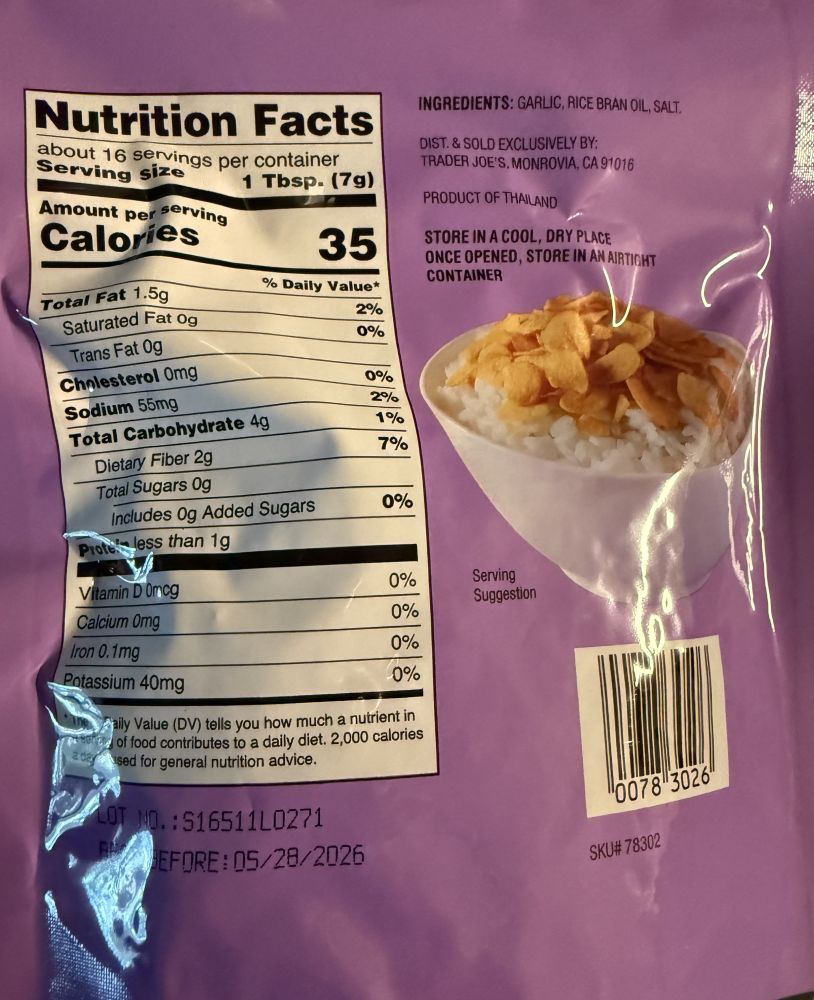 Nutrition Facts
about 16 servings per container
Serving size 1 Tbsp. (7g)
Amount per serving
Calories 35
% Daily Value*
Total Fat 1.5g 2%
Saturated Fat 0g 0%
Trans Fat 0g
Cholesterol 0mg 0%
Sodium 55mg 2%
Total Carbohydrate 4g 1%
Dietary Fiber 2g 7%
Total Sugars 0g
Includes 0g Added Sugars 0%
Protein less than 1g
Vitamin D 0mcg 0%
Calcium 0mg 0%
Iron 0.1mg 0%
Potassium 40mg 0%
* The Daily Value (DV) tells you how much a nutrient in
of food contributes to a daily diet. 2,000 calories
used for general nutrition advice.
LOT NO.:S16511L0271
BEFORE:05/28/2026
INGREDIENTS: GARLIC, RICE BRAN OIL, SALT.
DIST. & SOLD EXCLUSIVELY BY:
TRADER JOE'S, MONROVIA, CA 91016
PRODUCT OF THAILAND
STORE IN A COOL, DRY PLACE
ONCE OPENED, STORE IN AN AIRTIGHT
CONTAINER
Serving
Suggestion
0078 3026
SKU# 78302